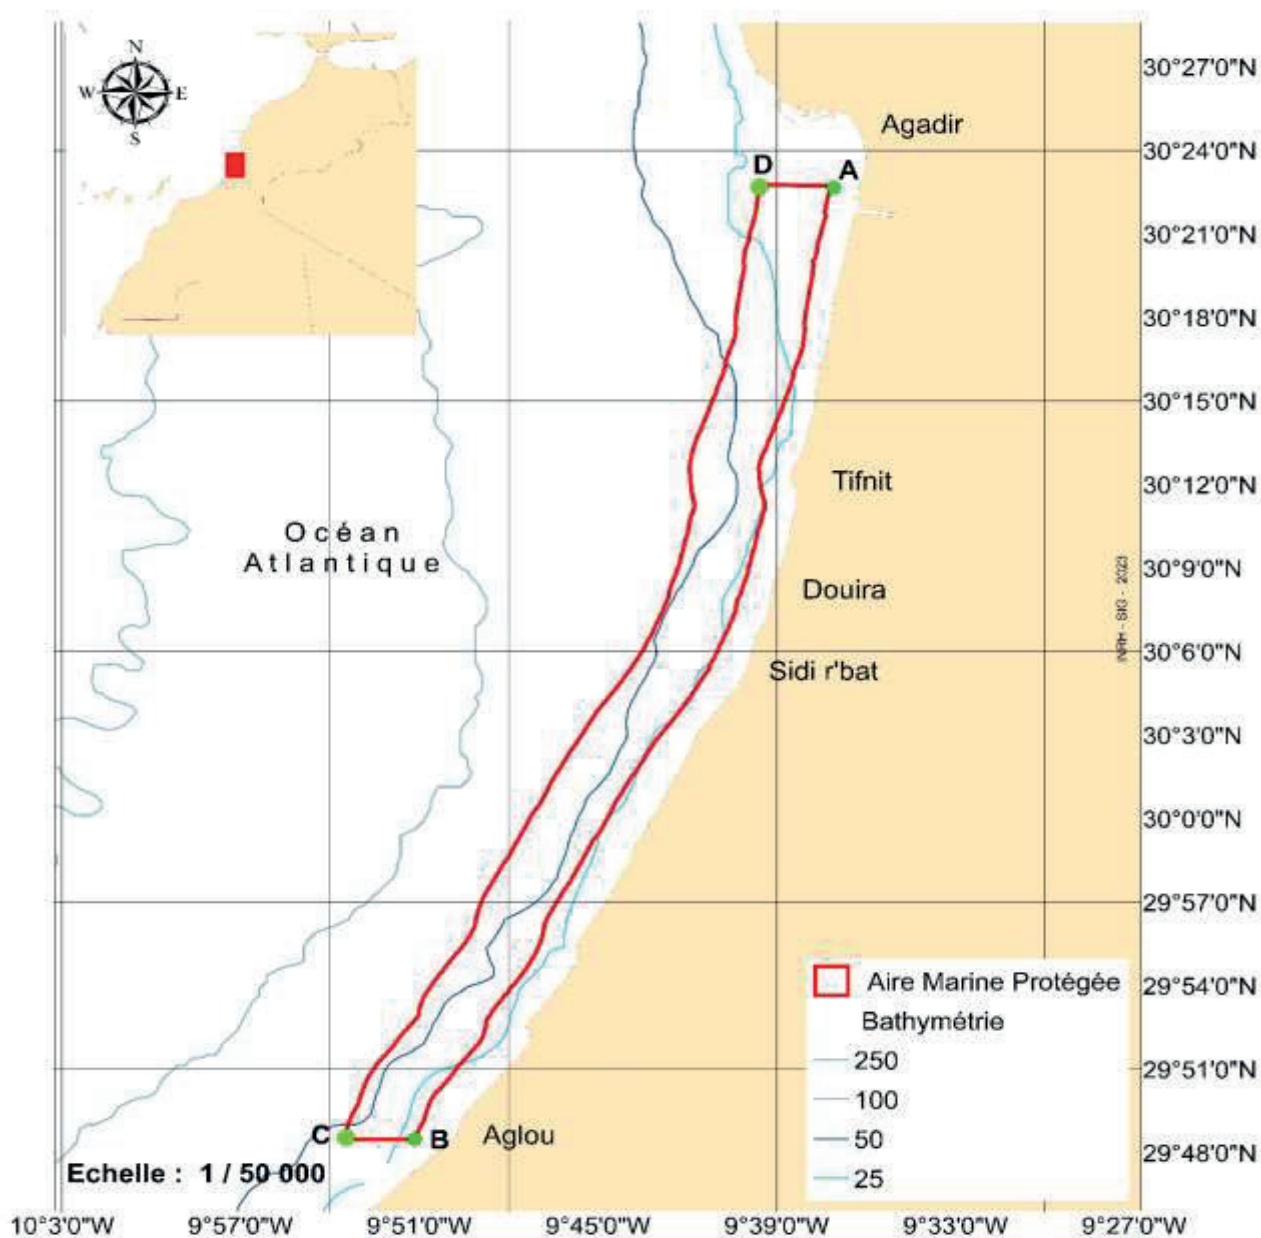 N
W E
S
30°27'0"N
Agadir
30°24'0"N
D A
30°21'0"N
30°18'0"N
30°15'0"N
Tifnit
30°12'0"N
Océan
Atlantique
30°9'0"N
Douira
INRH - SIG - 2023
30°6'0"N
Sidi r'bat
30°3'0"N
30°0'0"N
29°57'0"N
Aire Marine Protégée
29°54'0"N
Bathymétrie
250
29°51'0"N
100
50
C B Aglou
29°48'0"N
Echelle : 1 / 50 000
25
10°3'0"W 9°57'0"W 9°51'0"W 9°45'0"W 9°39'0"W 9°33'0"W 9°27'0"W